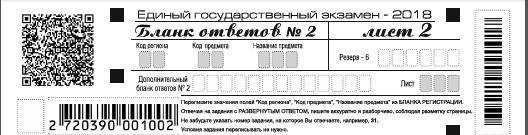 Единый государственный экзамен - 2018
Бланк ответов № 2 лист 2
Код региона Код предмета Название предмета
Резерв - 6
Дополнительный
бланк ответов № 2
Лист
Перепишите значения полей "Код региона", "Код предмета", "Название предмета" из БЛАНКА РЕГИСТРАЦИИ.
Отвечая на задания с РАЗВЕРНУТЫМ ОТВЕТОМ, пишите аккуратно и разборчиво, соблюдая разметку страницы.
Не забудьте указать номер задания, на которое Вы отвечаете, например, 31.
Условия задания переписывать не нужно.
2 720390 001002